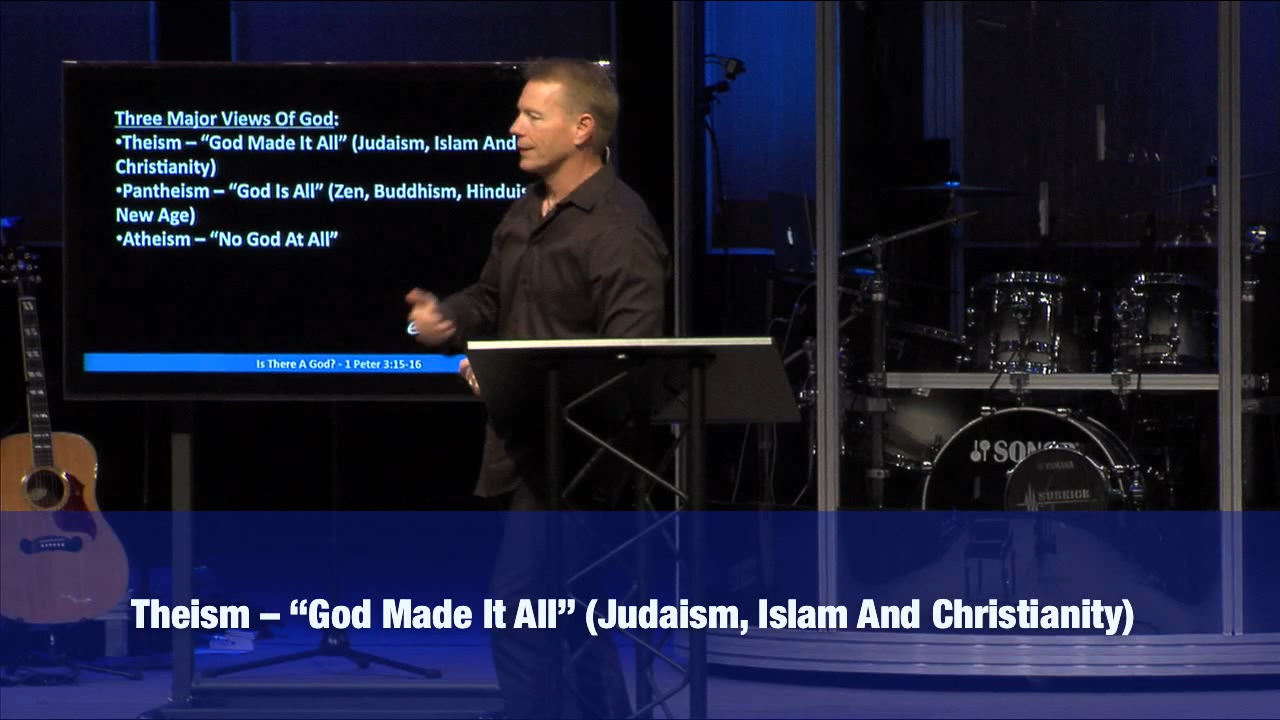 Three Major Views Of God:
•Theism – “God Made It All” (Judaism, Islam And
Christianity)
•Pantheism – “God Is All” (Zen, Buddhism,
New Age)
•Atheism – “No God At All”
Is There A God? - 1 Peter 3:15-16
SONOR
YAMAHA
SUBKICK
Theism – “God Made It All” (Judaism, Islam And Christianity)